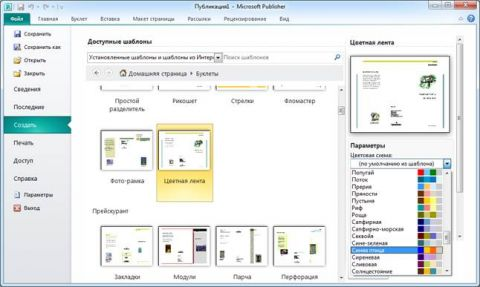 Публикация1 - Microsoft Publisher
Файл Главная Буклет Вставка Макет страницы Рассылки Рецензирование
Сохранить
Сохранить как
Открыть
Закрыть
Сведения
Последние
Создать
Печать
Доступ
Справка
Параметры
Выход
Доступные шаблоны
Установленные шаблоны и шаблоны из Интер
Поиск шаблонов
Домашняя страница Буклеты
Простой разделитель
Рикошет
Стрелки
Фломастер
Фото-рамка
Цветная лента
Прейскурант
Закладки
Модули
Парча
Перфорация
Цветная лента
Параметры
Цветовая схема:
(по умолчанию из шаблона)
Попугай
Поток
Прерия
Пряности
Пустыня
Риф
Роща
Сапфирная
Сапфирно-морская
Секвойя
Сине-зеленая
Синяя птица
Сиреневая
Сливовая
Солнцестояние